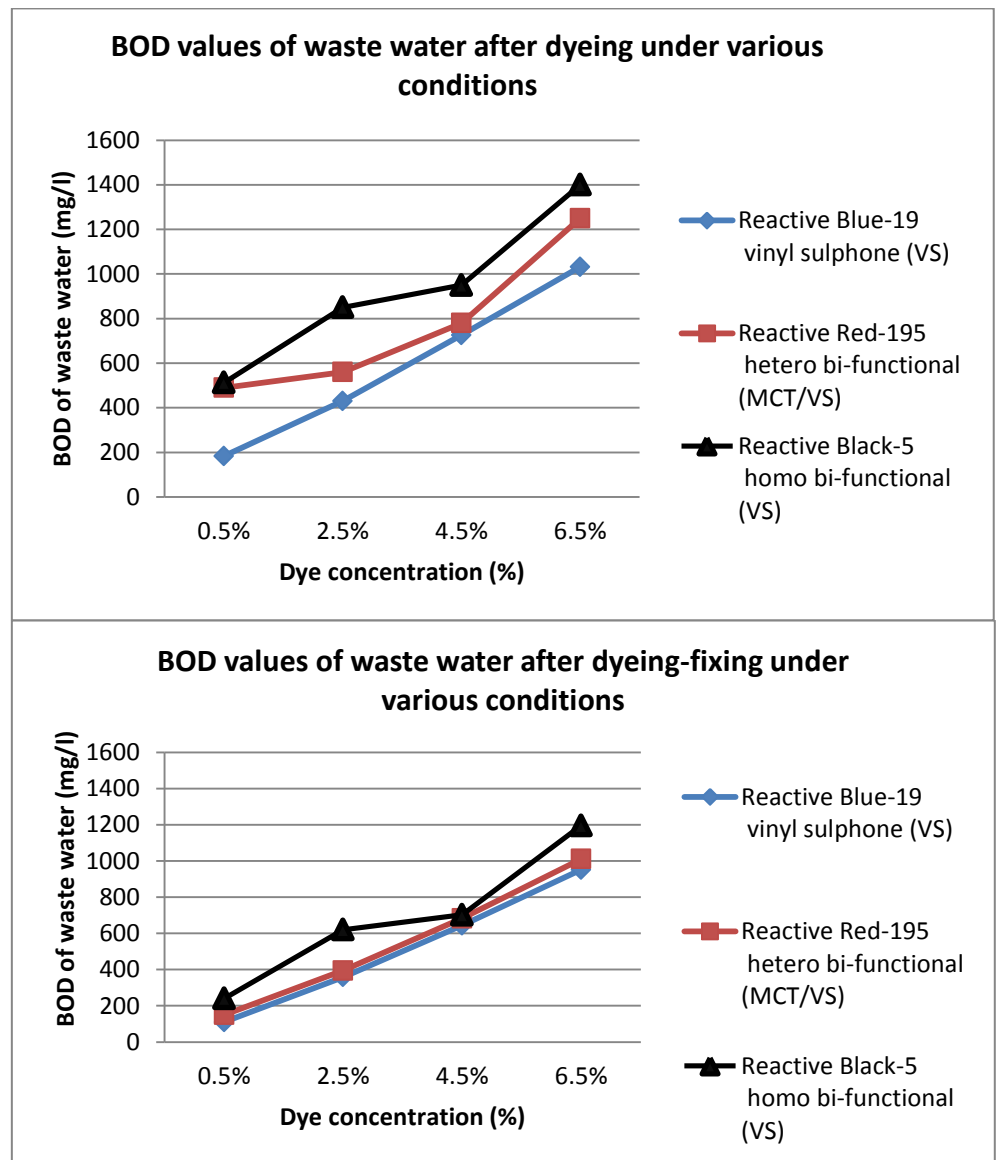 BOD values of waste water after dyeing under various
conditions
BOD of waste water (mg/l)
1600
1400
1200
1000
800
600
400
200
0
0.5%
2.5%
4.5%
6.5%
Dye concentration (%)
Reactive Blue-19
vinyl sulphone (VS)
Reactive Red-195
hetero bi-functional
(MCT/VS)
Reactive Black-5
homo bi-functional
(VS)
BOD values of waste water after dyeing-fixing under
various conditions
BOD of waste water (mg/l)
1600
1400
1200
1000
800
600
400
200
0
0.5%
2.5%
4.5%
6.5%
Dye concentration (%)
Reactive Blue-19
vinyl sulphone (VS)
Reactive Red-195
hetero bi-functional
(MCT/VS)
Reactive Black-5
homo bi-functional
(VS)